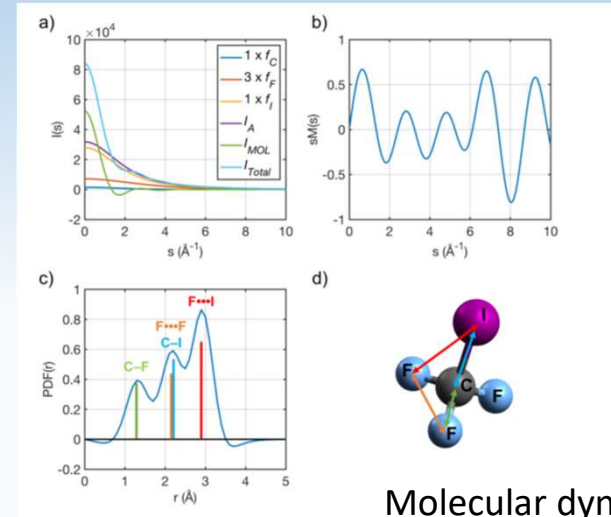 a)
×10⁴
10
8
6
4
2
0
-2
0 2 4 6 8 10
I(s)
s (Å⁻¹)
1 x f_C
3 x f_F
1 x f_I
I_A
I_MOL
I_Total
b)
1
0.5
0
-0.5
-1
0 2 4 6 8 10
sM(s)
s (Å⁻¹)
c)
1
0.8
0.6
0.4
0.2
0
-0.2
0 1 2 3 4 5
PDF(r)
r (Å)
F•••I
F•••F
C–I
C–F
d)
I
F
C
F
F
Molecular dyn